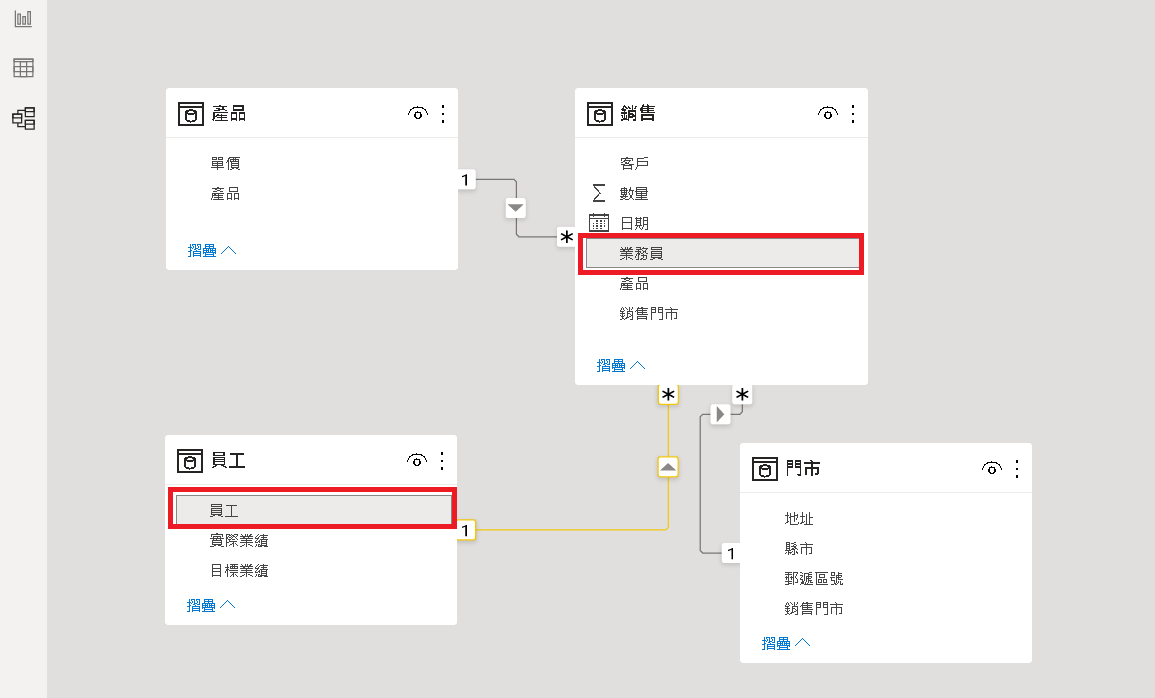 產品
單價
產品
摺疊
1
*
銷售
客戶
數量
日期
業務員
產品
銷售門市
摺疊
*
*
員工
員工
實際業績
目標業績
摺疊
1
門市
地址
縣市
郵遞區號
銷售門市
摺疊
1